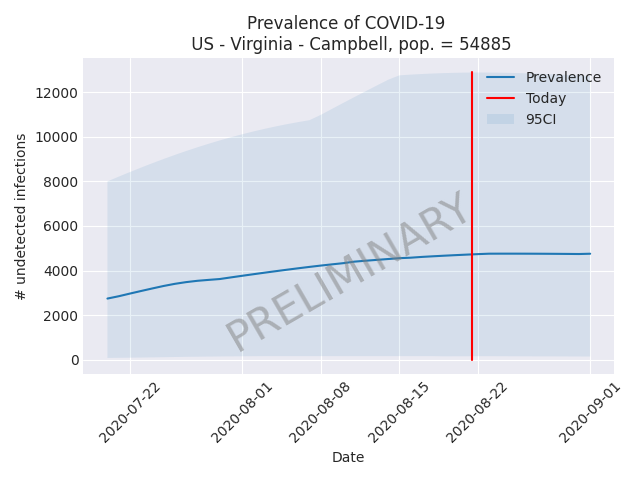 Prevalence of COVID-19
US - Virginia - Campbell, pop. = 54885
# undetected infections
12000
10000
8000
6000
4000
2000
0
Prevalence
Today
95CI
PRELIMINARY
2020-07-22
2020-08-01
2020-08-08
2020-08-15
2020-08-22
2020-09-01
Date